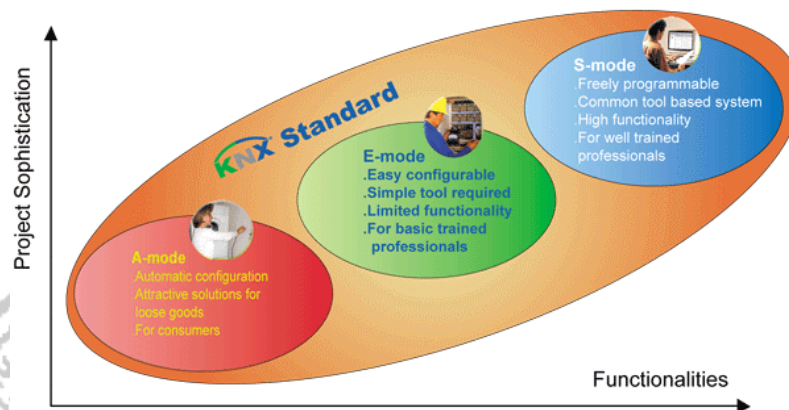 Project Sophistication
KNX Standard
S-mode
.Freely programmable
.Common tool based system
.High functionality
.For well trained
professionals
E-mode
.Easy configurable
.Simple tool required
.Limited functionality
.For basic trained
professionals
A-mode
.Automatic configuration
.Attractive solutions for
loose goods
.For consumers
Functionalities